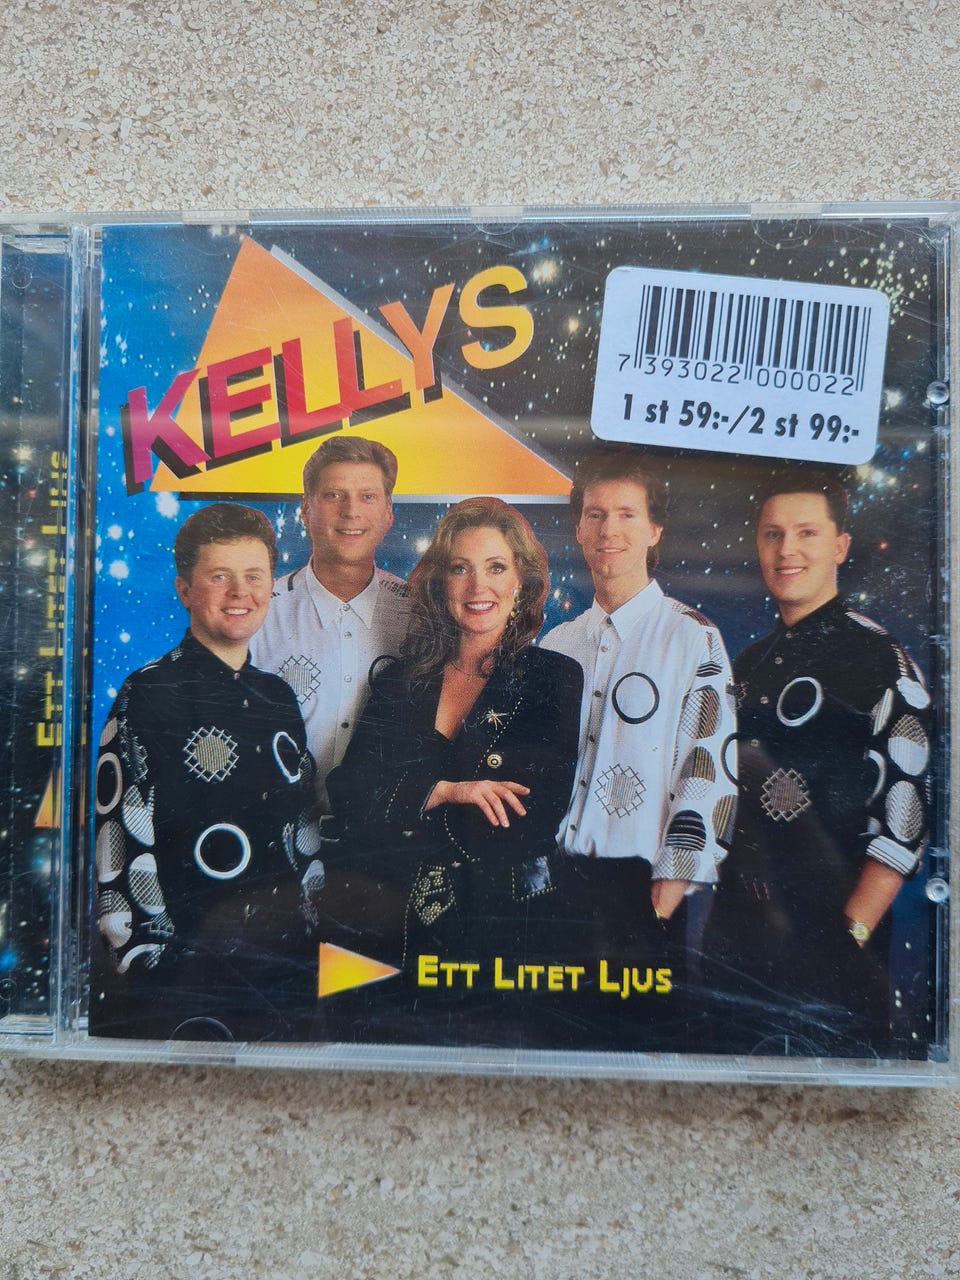 KELLYS
7 393022 000022
1 st 59:-/2 st 99:-
ETT LITET LJUS
ETT LITET LJUS